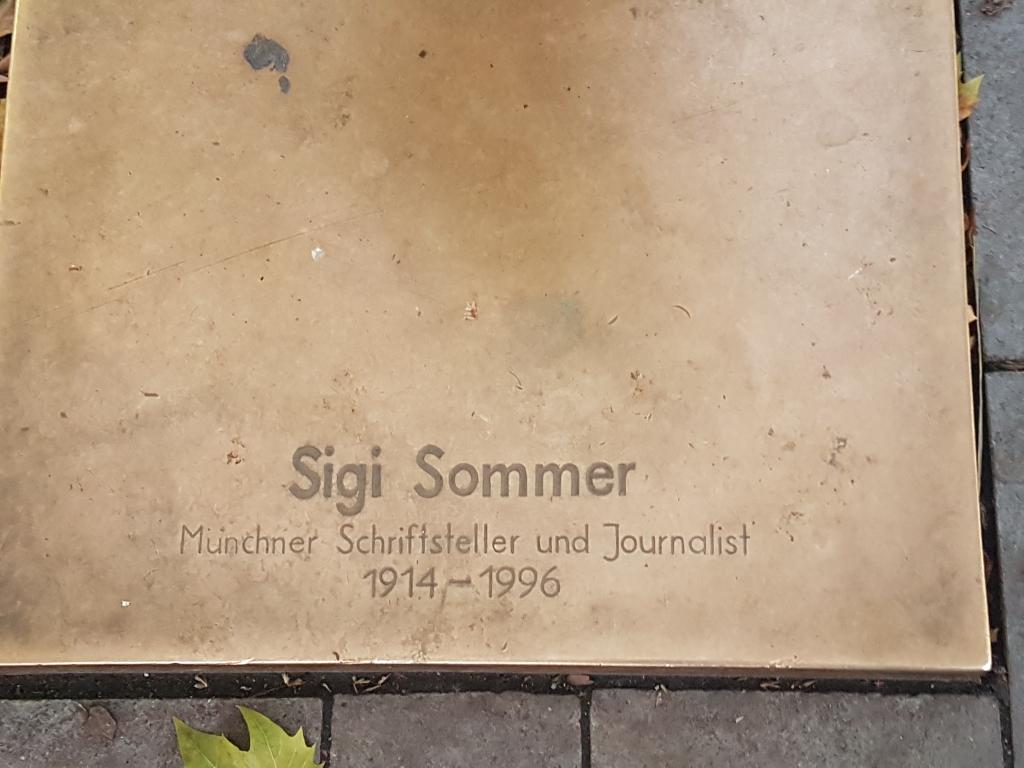 Sigi Sommer
Münchner Schriftsteller und Journalist
1914 – 1996